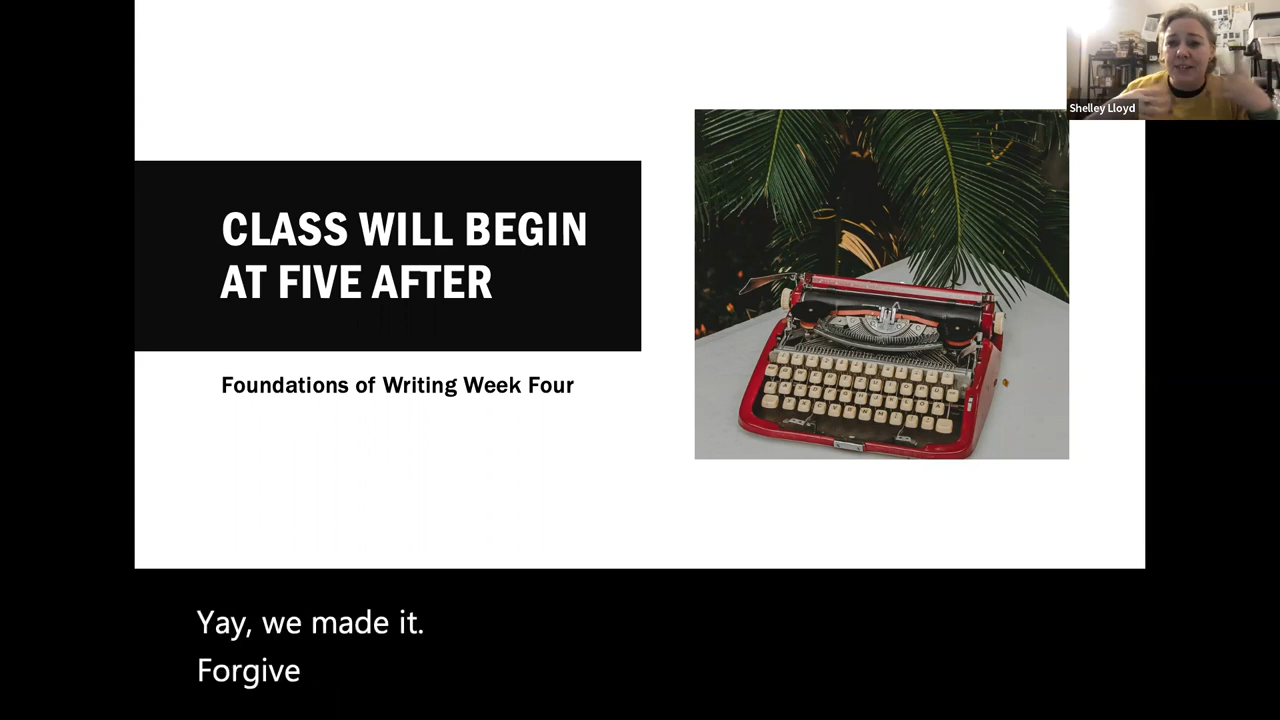 Shelley Lloyd
CLASS WILL BEGIN
AT FIVE AFTER
Foundations of Writing Week Four
Yay, we made it.
Forgive